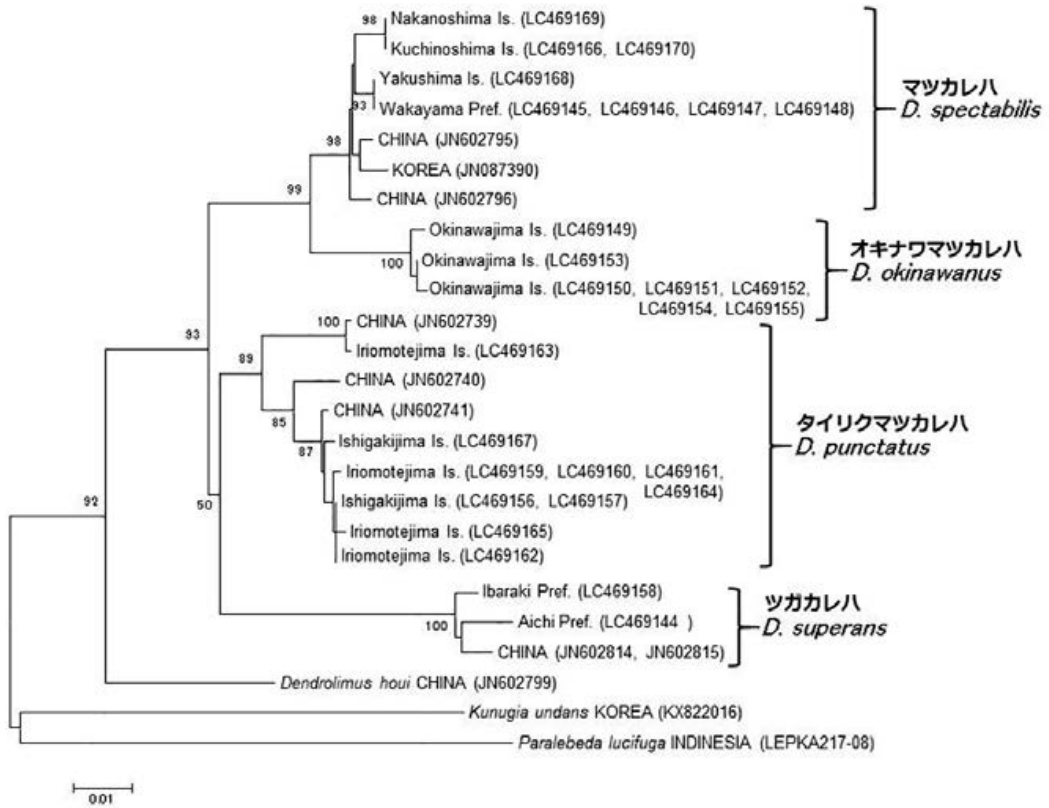 98
Nakanoshima Is. (LC469169)
Kuchinoshima Is. (LC469166, LC469170)
Yakushima Is. (LC469168)
93
Wakayama Pref. (LC469145, LC469146, LC469147, LC469148)
98
CHINA (JN602795)
KOREA (JN087390)
CHINA (JN602796)
マツカレハ
D. spectabilis
99
Okinawajima Is. (LC469149)
100
Okinawajima Is. (LC469153)
Okinawajima Is. (LC469150, LC469151, LC469152,
LC469154, LC469155)
オキナワマツカレハ
D. okinawanus
93
100
CHINA (JN602739)
Iriomotejima Is. (LC469163)
89
CHINA (JN602740)
85
CHINA (JN602741)
87
Ishigakijima Is. (LC469167)
Iriomotejima Is. (LC469159, LC469160, LC469161,
LC469164)
Ishigakijima Is. (LC469156, LC469157)
Iriomotejima Is. (LC469165)
Iriomotejima Is. (LC469162)
タイリクマツカレハ
D. punctatus
92
50
Ibaraki Pref. (LC469158)
100
Aichi Pref. (LC469144 )
CHINA (JN602814, JN602815)
ツガカレハ
D. superans
Dendrolimus houi CHINA (JN602799)
Kunugia undans KOREA (KX822016)
Paralebeda lucifuga INDINESIA (LEPKA217-08)
0.01